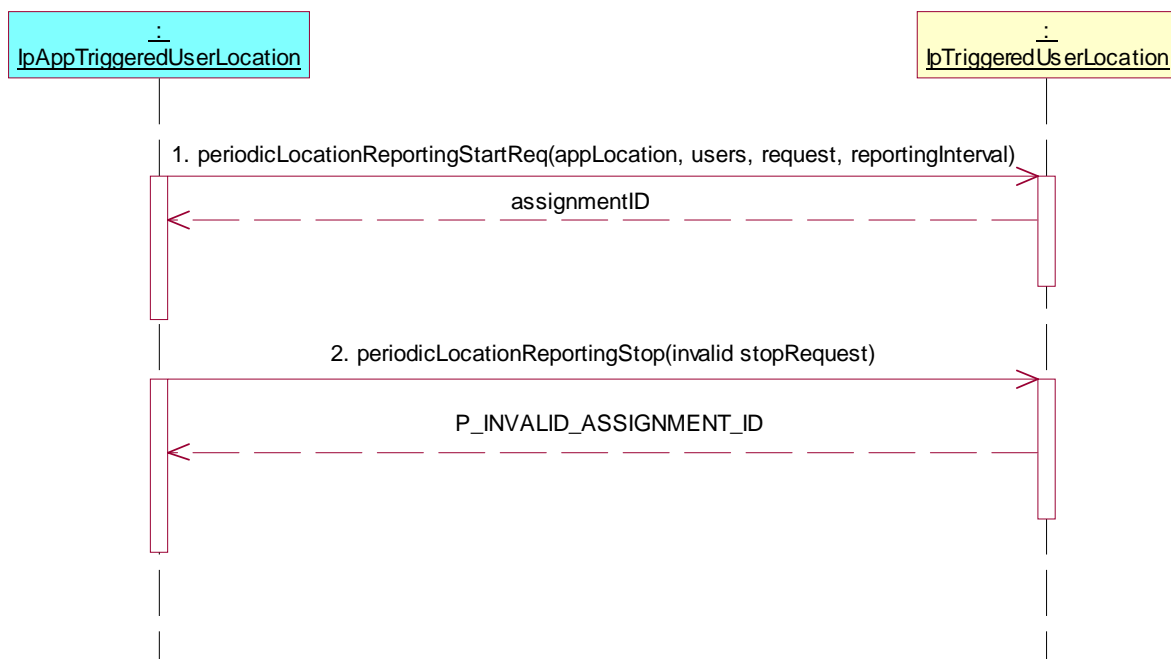 :
IpAppTriggeredUserLocation
:
IpTriggeredUserLocation
1. periodicLocationReportingStartReq(appLocation, users, request, reportingInterval)
assignmentID
2. periodicLocationReportingStop(invalid stopRequest)
P_INVALID_ASSIGNMENT_ID